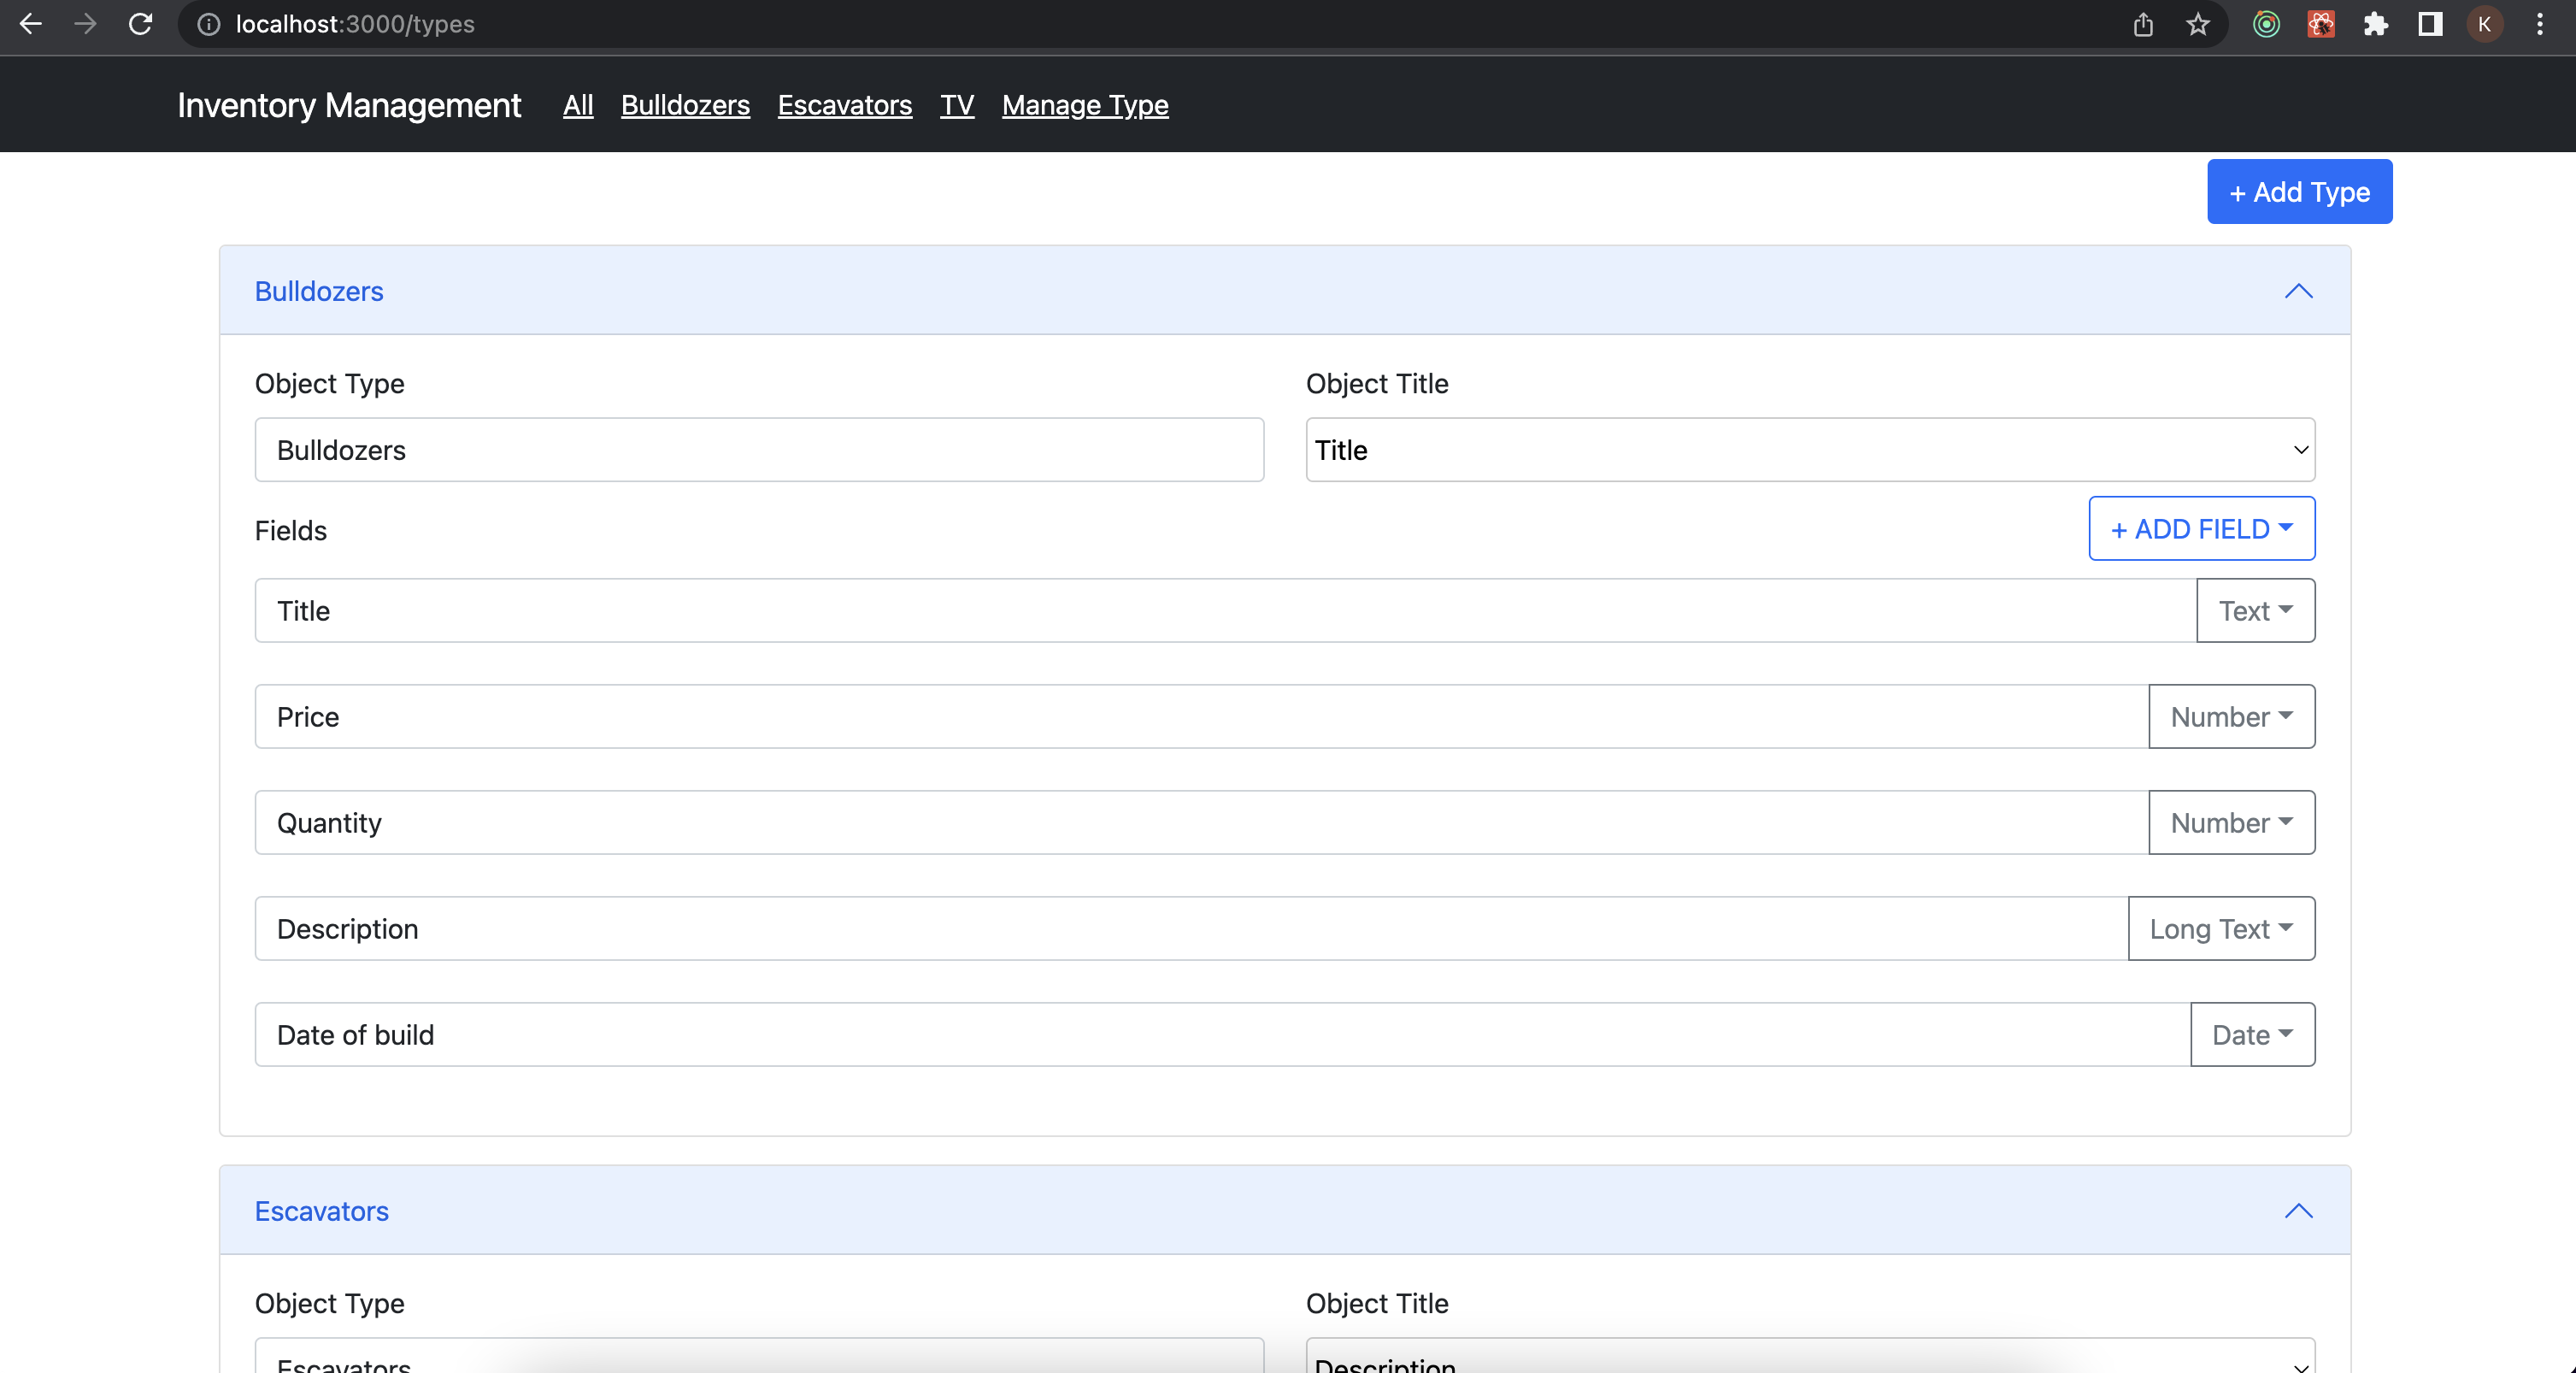 localhost:3000/types
K
Inventory Management All Bulldozers Escavators TV Manage Type
+ Add Type
Bulldozers
Object Type Object Title
Bulldozers Title
Fields + ADD FIELD
Title Text
Price Number
Quantity Number
Description Long Text
Date of build Date
Escavators
Object Type Object Title
Escavators Description